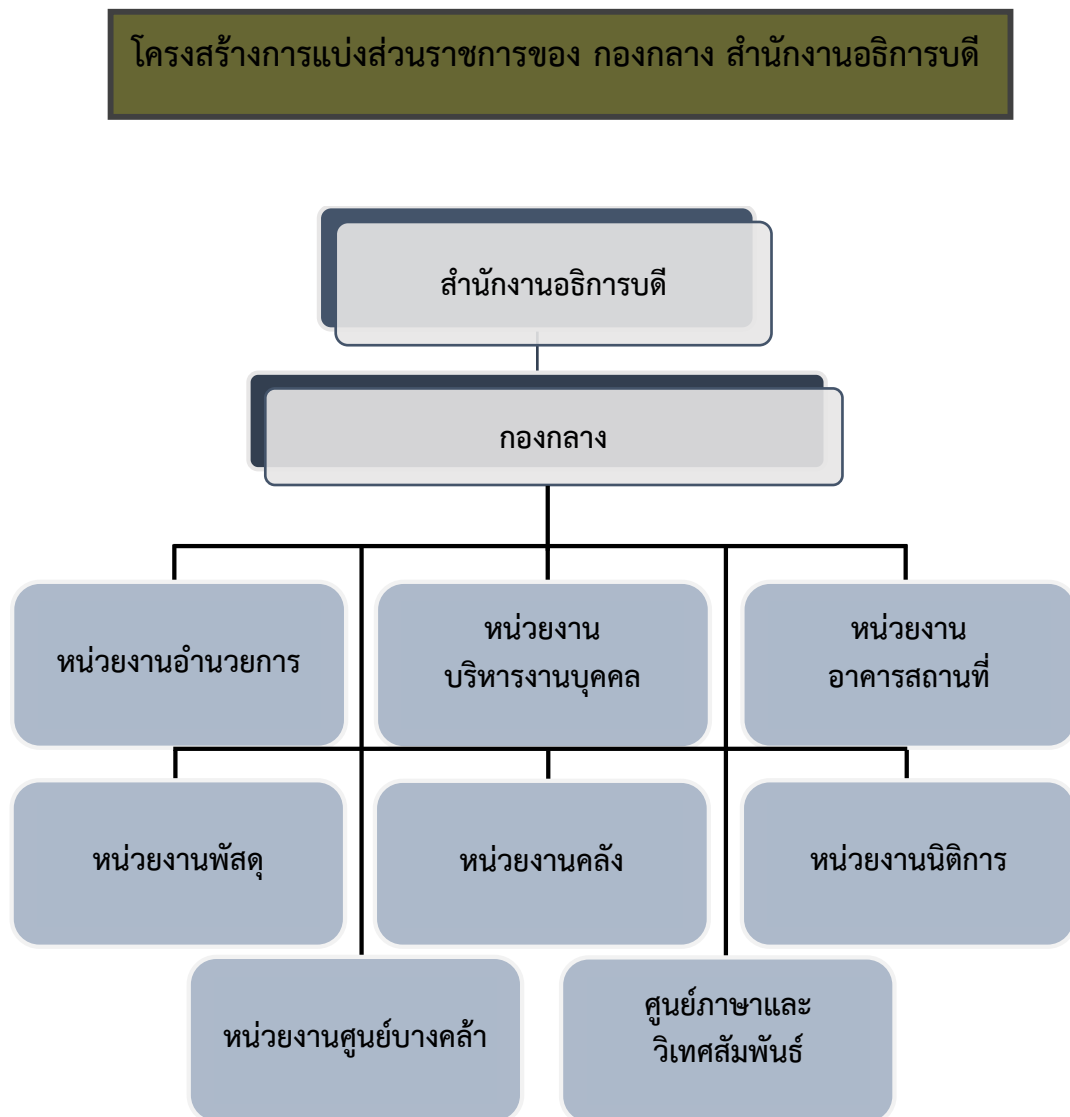 โครงสร้างการแบ่งส่วนราชการของ กองกลาง สำนักงานอธิการบดี
สำนักงานอธิการบดี
กองกลาง
หน่วยงานอำนวยการ
หน่วยงาน
บริหารงานบุคคล
หน่วยงาน
อาคารสถานที่
หน่วยงานพัสดุ
หน่วยงานคลัง
หน่วยงานนิติการ
หน่วยงานศูนย์บางคล้า
ศูนย์ภาษาและ
วิเทศสัมพันธ์